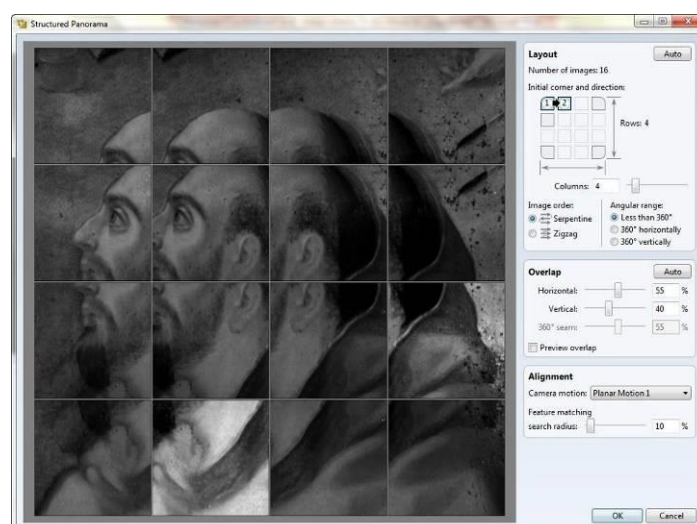 Structured Panorama
Layout
Auto
Number of images: 16
Initial corner and direction:
1 2
Rows: 4
Columns: 4
Image order:
Serpentine
Zigzag
Angular range:
Less than 360°
360° horizontally
360° vertically
Overlap
Auto
Horizontal: 55 %
Vertical: 40 %
360° seam: 55 %
Preview overlap
Alignment
Camera motion: Planar Motion 1
Feature matching
search radius: 10 %
OK
Cancel